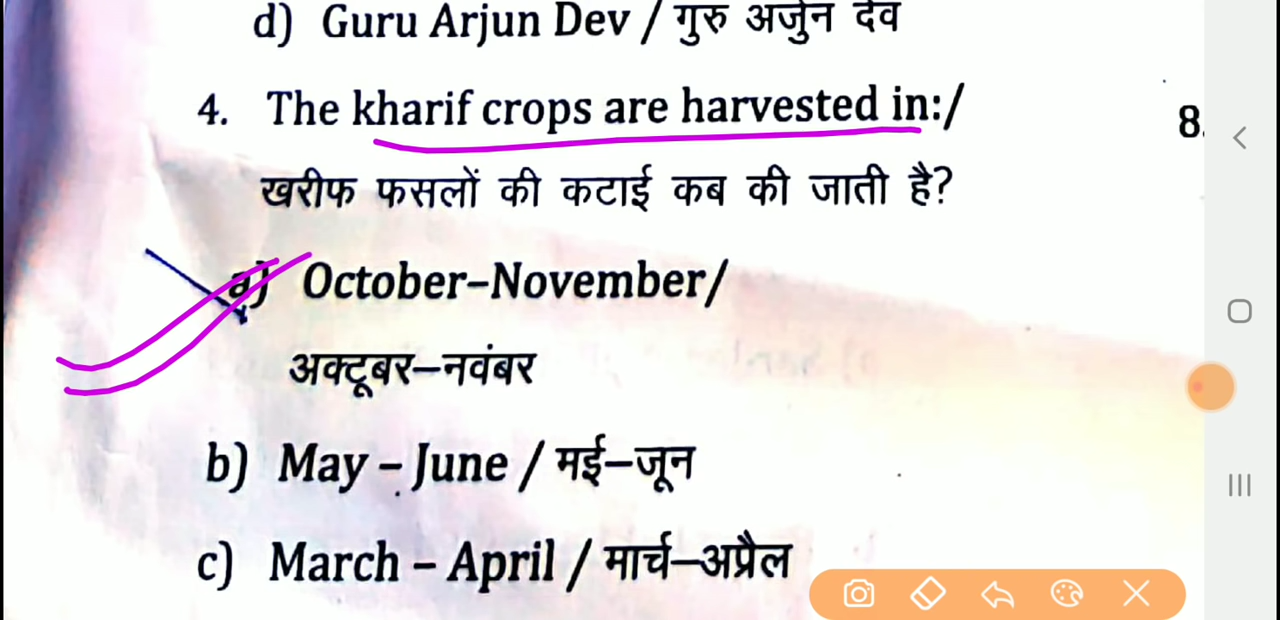 d) Guru Arjun Dev / गुरु अर्जुन देव
4. The kharif crops are harvested in:/
8.
खरीफ फसलों की कटाई कब की जाती है?
a) October–November/
अक्टूबर–नवंबर
b) May – June / मई–जून
c) March – April / मार्च–अप्रैल